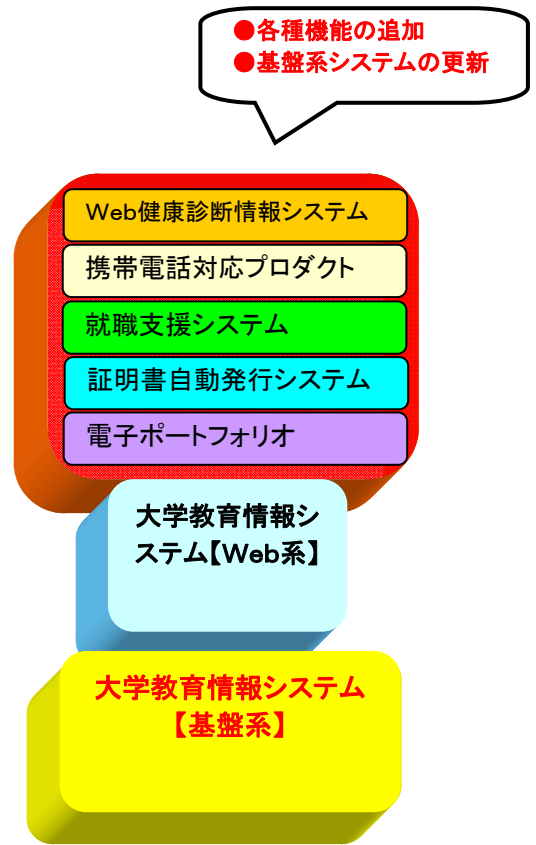 ●各種機能の追加
●基盤系システムの更新
Web健康診断情報システム
携帯電話対応プロダクト
就職支援システム
証明書自動発行システム
電子ポートフォリオ
大学教育情報シ
ステム【Web系】
大学教育情報システム
【基盤系】